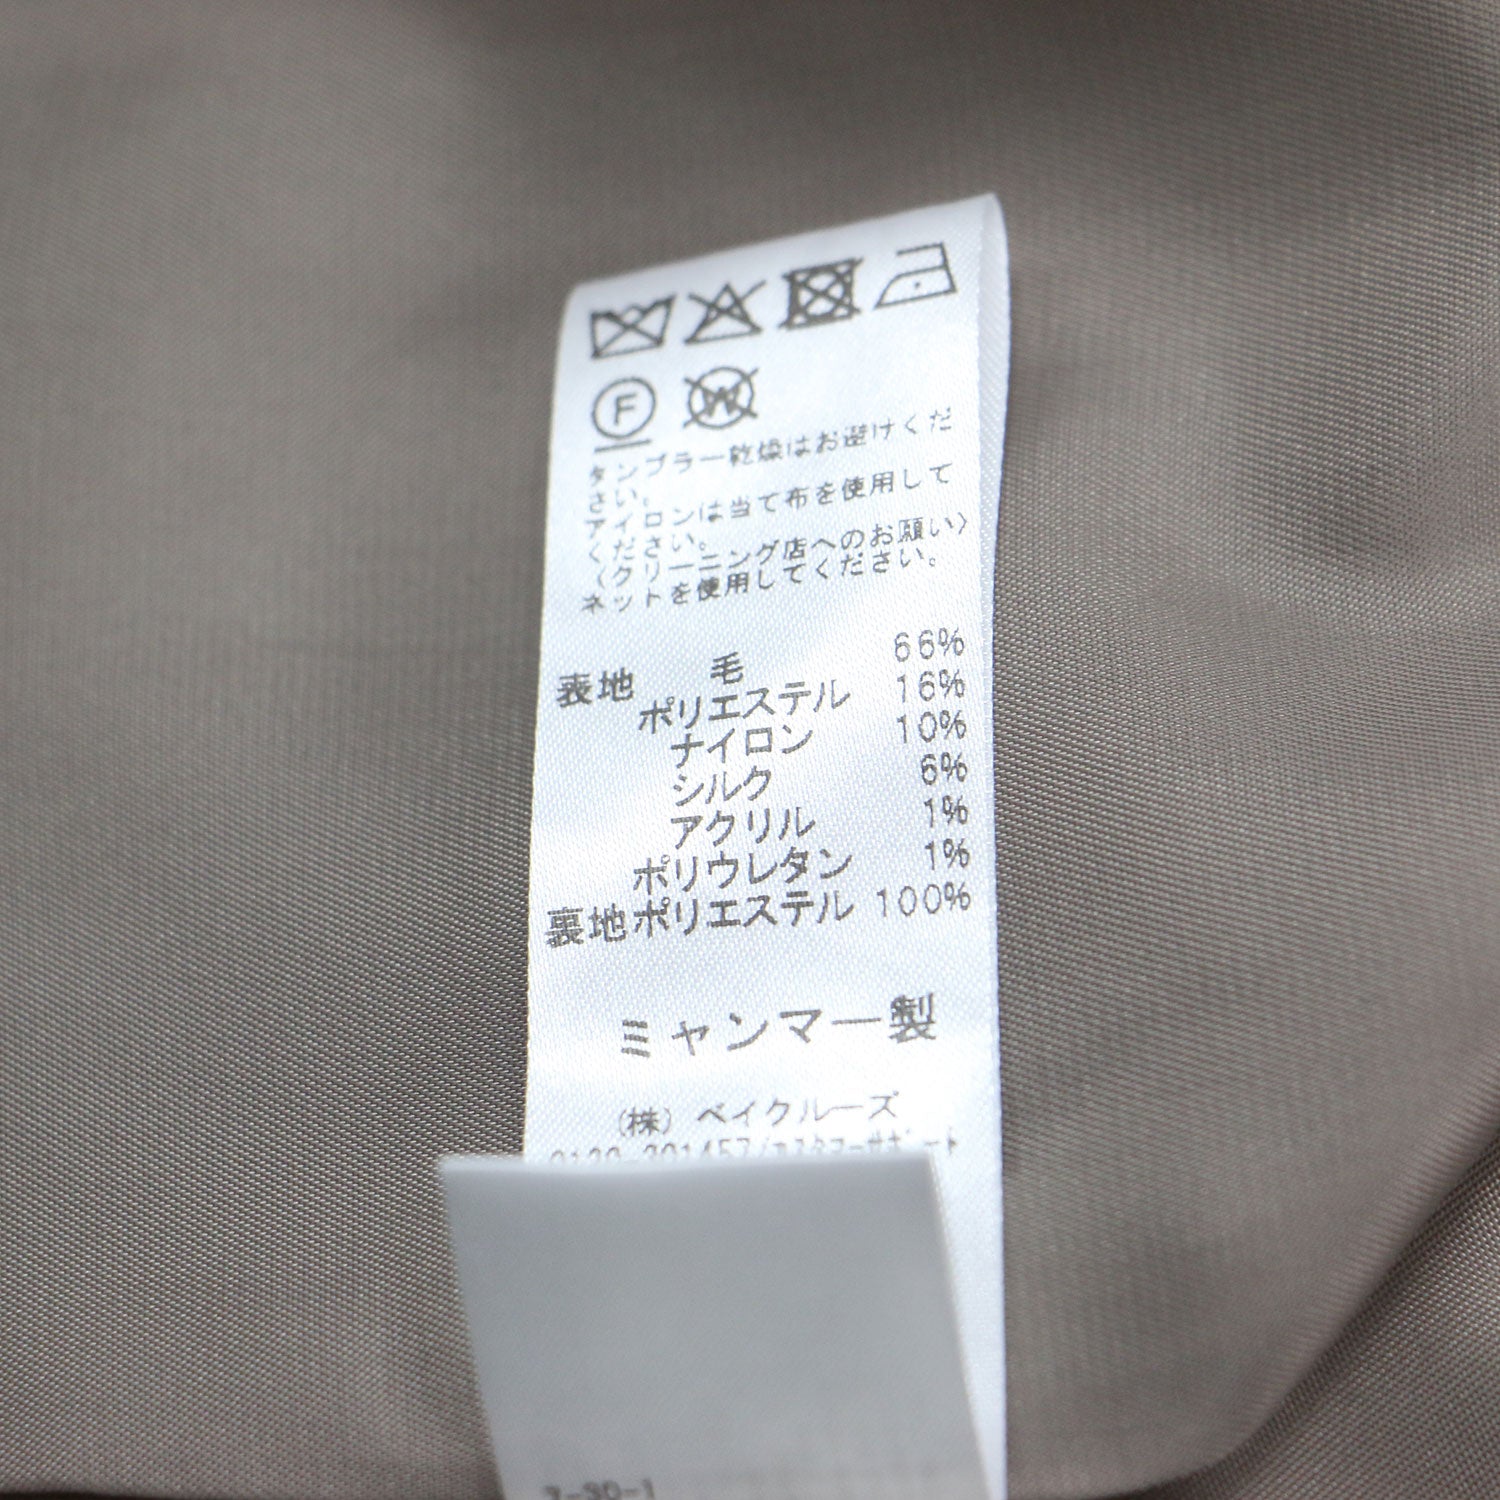 F W
タンブラー乾燥はお避けくだ
さい。
アイロンは当て布を使用して
ください。
〈クリーニング店へのお願い〉
ネットを使用してください。
表地 毛 66%
ポリエステル 16%
ナイロン 10%
シルク 6%
アクリル 1%
ポリウレタン 1%
裏地ポリエステル 100%
ミャンマー製
(株) ベイクルーズ